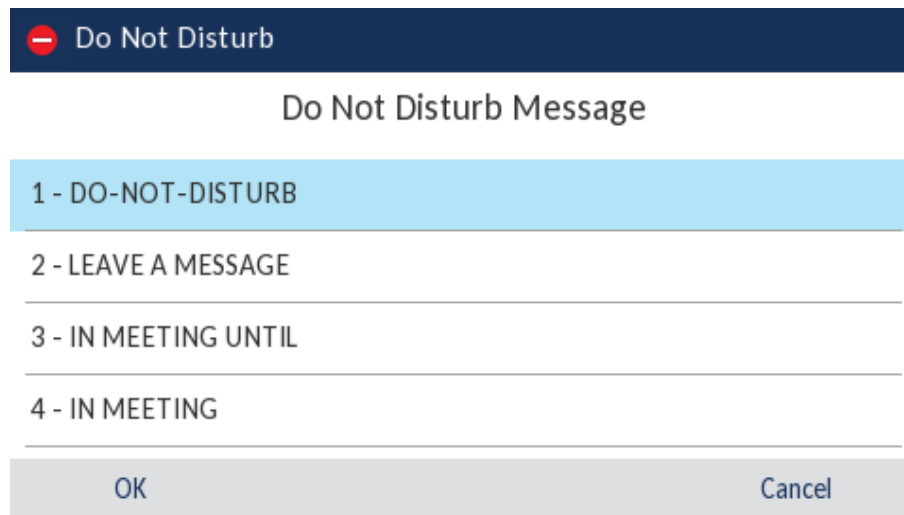 Do Not Disturb
Do Not Disturb Message
1 - DO-NOT-DISTURB
2 - LEAVE A MESSAGE
3 - IN MEETING UNTIL
4 - IN MEETING
OK Cancel